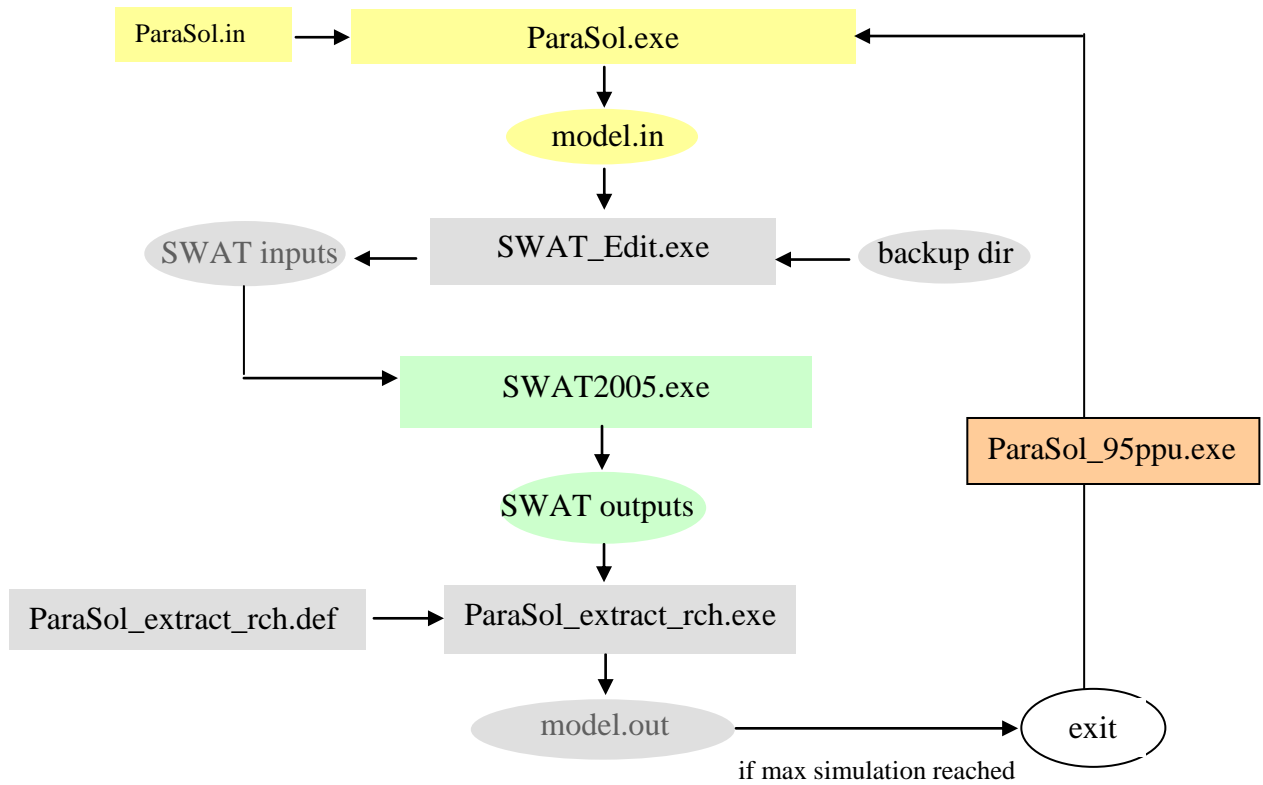 ParaSol.in
ParaSol.exe
model.in
SWAT inputs
SWAT_Edit.exe
backup dir
SWAT2005.exe
ParaSol_95ppu.exe
SWAT outputs
ParaSol_extract_rch.def
ParaSol_extract_rch.exe
model.out
exit
if max simulation reached